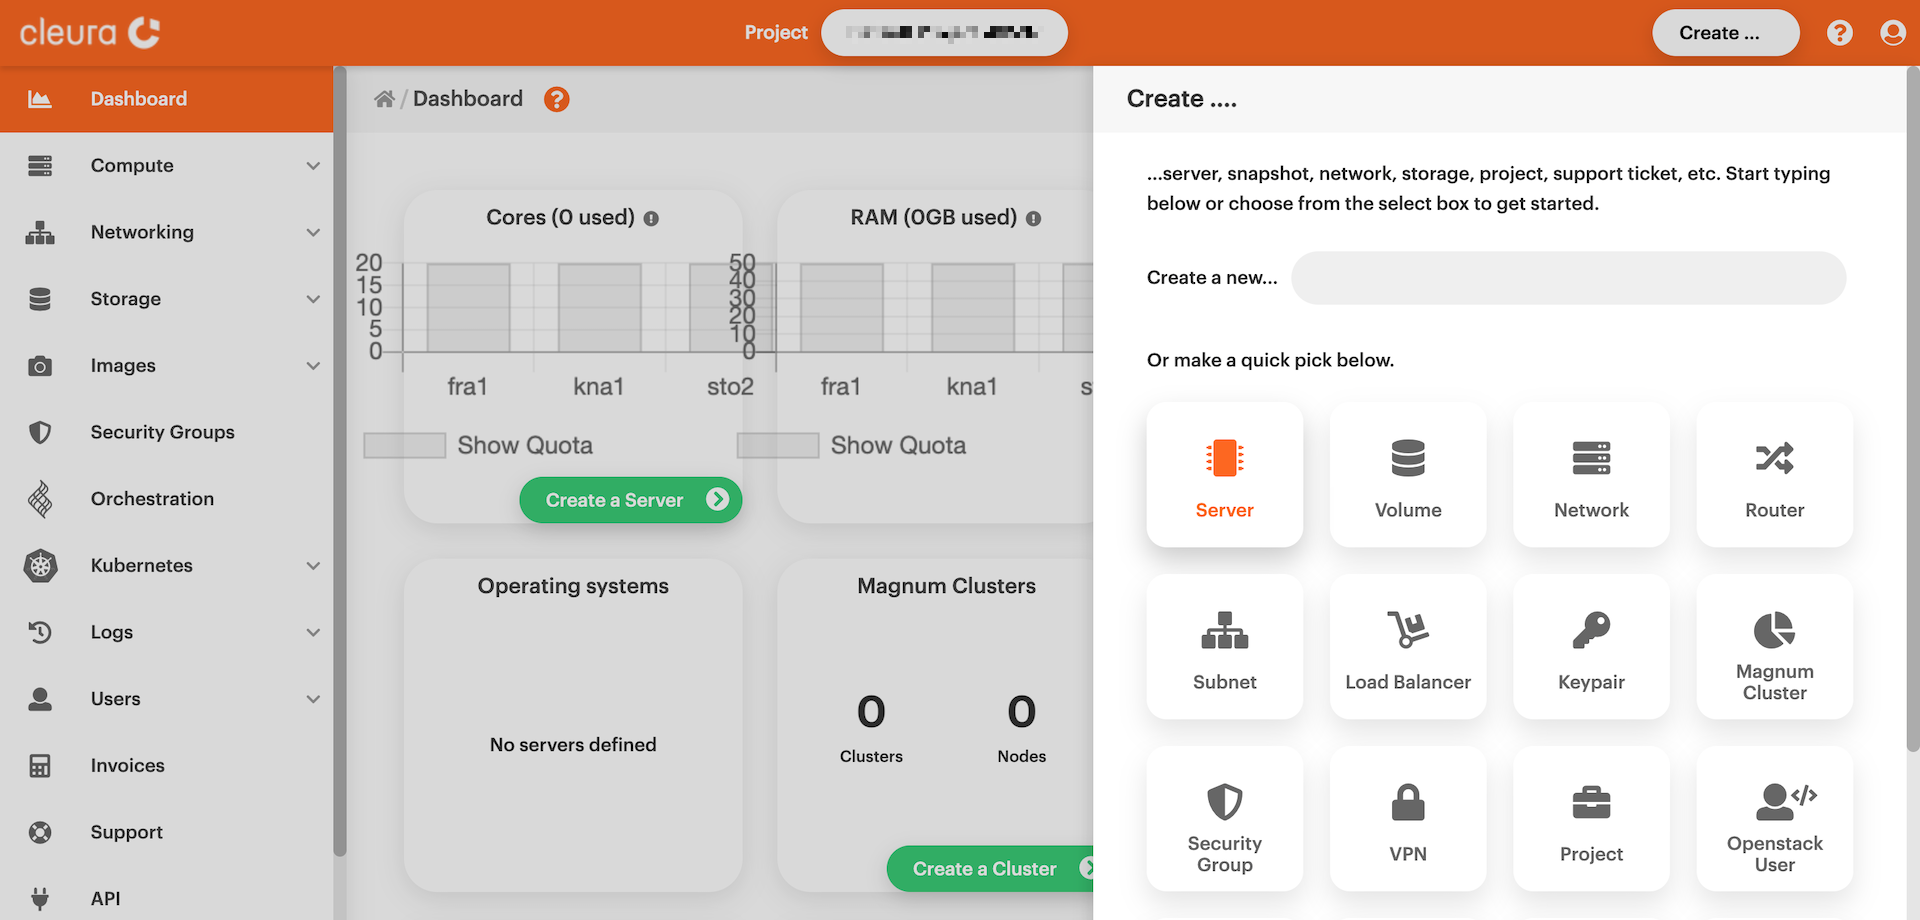 cleura
Project
Create ...
Dashboard
Compute
Networking
Storage
Images
Security Groups
Orchestration
Kubernetes
Logs
Users
Invoices
Support
API
/ Dashboard
Cores (0 used)
20
15
10
5
0
fra1 kna1 sto2
Show Quota
Create a Server
RAM (0GB used)
50
40
30
20
10
0
fra1 kna1 s
Show Quota
Operating systems
No servers defined
Magnum Clusters
0 0
Clusters Nodes
Create a Cluster
Create ....
...server, snapshot, network, storage, project, support ticket, etc. Start typing
below or choose from the select box to get started.
Create a new...
Or make a quick pick below.
Server Volume Network Router
Subnet Load Balancer Keypair Magnum
Cluster
Security
Group VPN Project Openstack
User